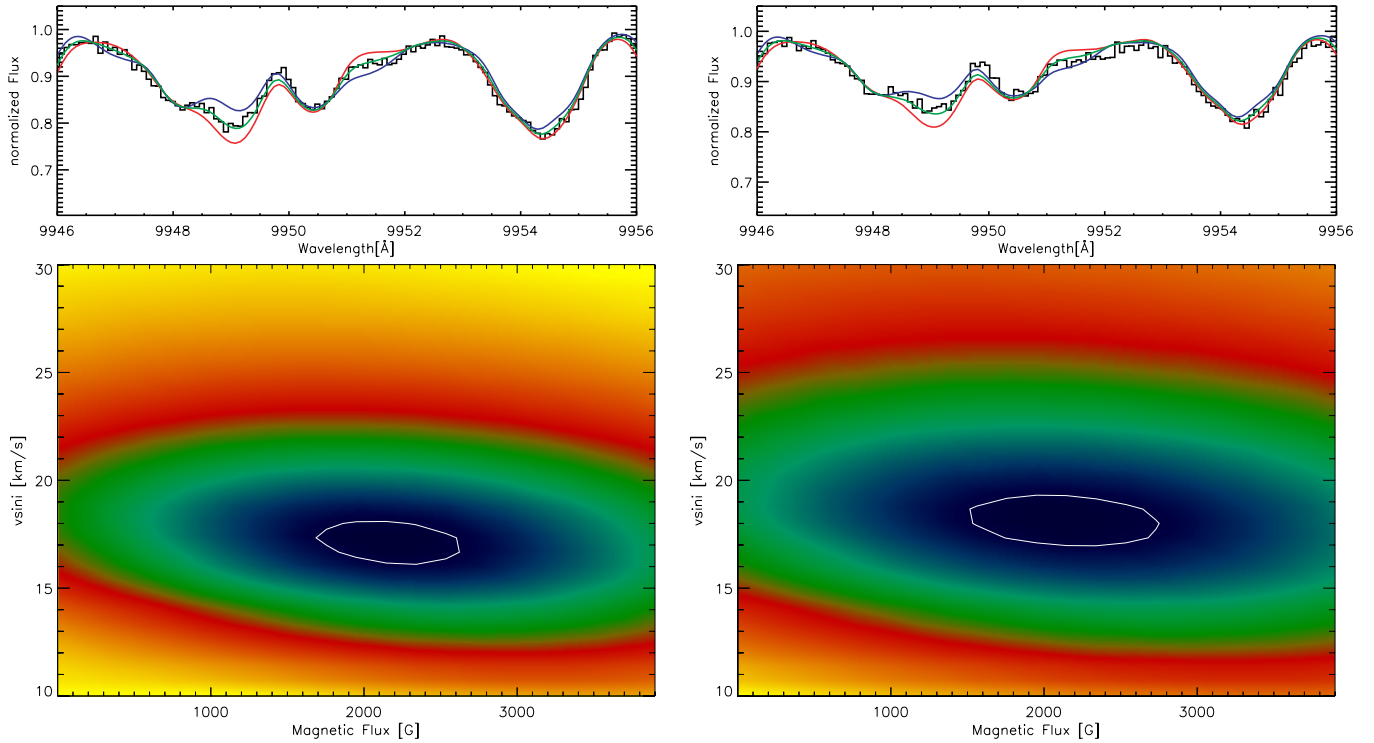 1.0
0.9
0.8
0.7
normalized Flux
9946 9948 9950 9952 9954 9956
Wavelength[Å]
1.0
0.9
0.8
0.7
normalized Flux
9946 9948 9950 9952 9954 9956
Wavelength[Å]
30
25
20
15
10
vsini [km/s]
1000 2000 3000
Magnetic Flux [G]
30
25
20
15
10
vsini [km/s]
1000 2000 3000
Magnetic Flux [G]